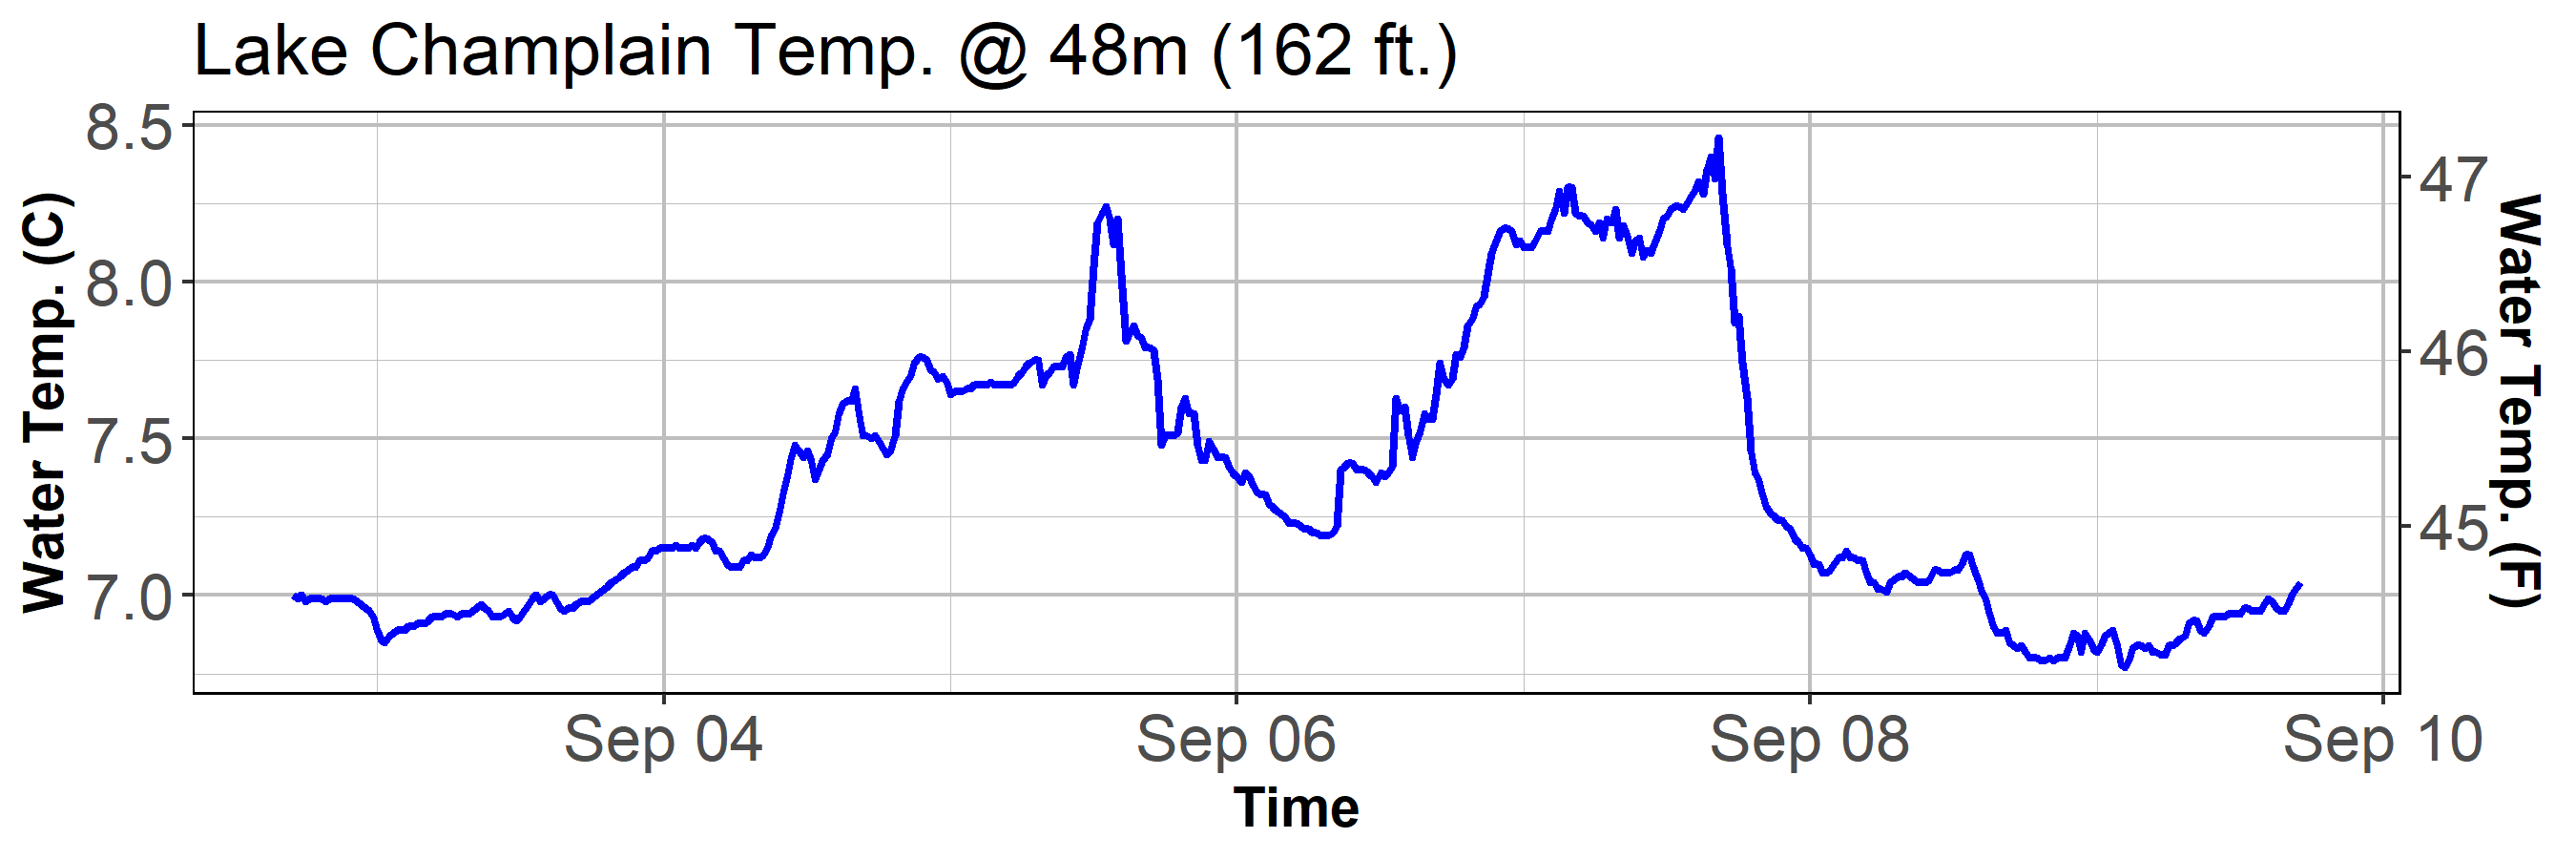 Lake Champlain Temp. @ 48m (162 ft.)
Water Temp. (C)
8.5
8.0
7.5
7.0
47
46
45
Water Temp. (F)
Sep 04
Sep 06
Sep 08
Sep 10
Time